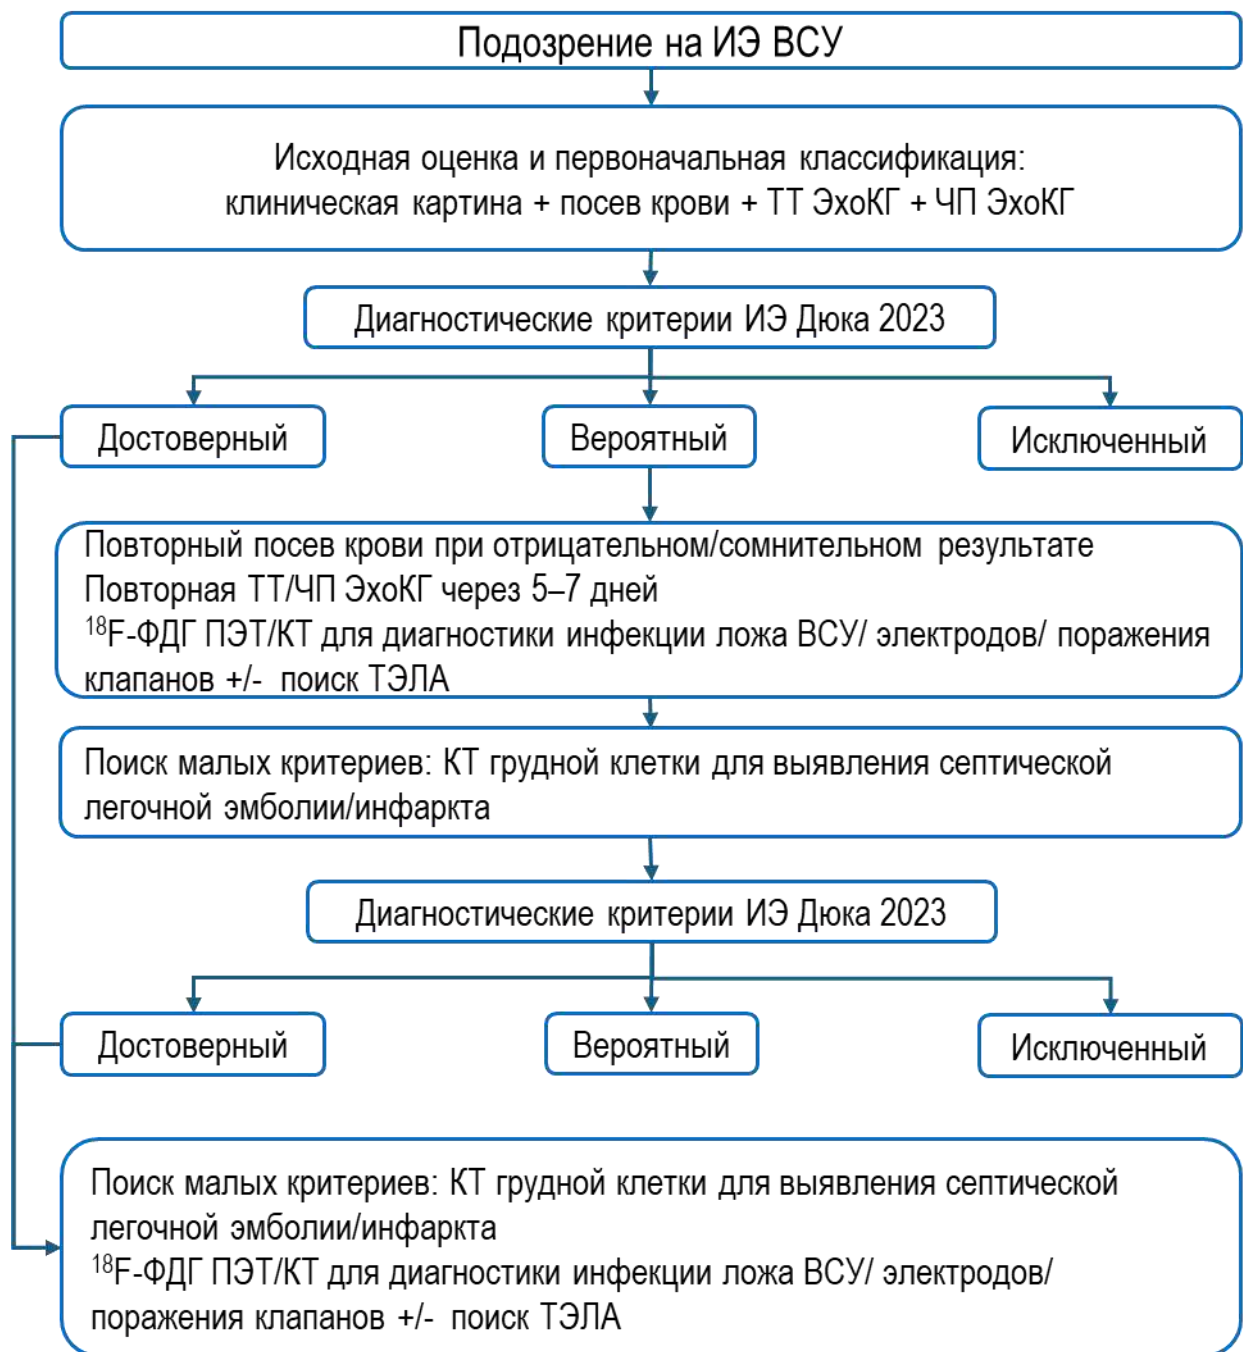 Подозрение на ИЭ ВСУ
Исходная оценка и первоначальная классификация:
клиническая картина + посев крови + ТТ ЭхоКГ + ЧП ЭхоКГ
Диагностические критерии ИЭ Дюка 2023
Достоверный
Вероятный
Исключенный
Повторный посев крови при отрицательном/сомнительном результате
Повторная ТТ/ЧП ЭхоКГ через 5–7 дней
¹⁸F-ФДГ ПЭТ/КТ для диагностики инфекции ложа ВСУ/ электродов/ поражения
клапанов +/- поиск ТЭЛА
Поиск малых критериев: КТ грудной клетки для выявления септической
легочной эмболии/инфаркта
Диагностические критерии ИЭ Дюка 2023
Достоверный
Вероятный
Исключенный
Поиск малых критериев: КТ грудной клетки для выявления септической
легочной эмболии/инфаркта
¹⁸F-ФДГ ПЭТ/КТ для диагностики инфекции ложа ВСУ/ электродов/
поражения клапанов +/- поиск ТЭЛА